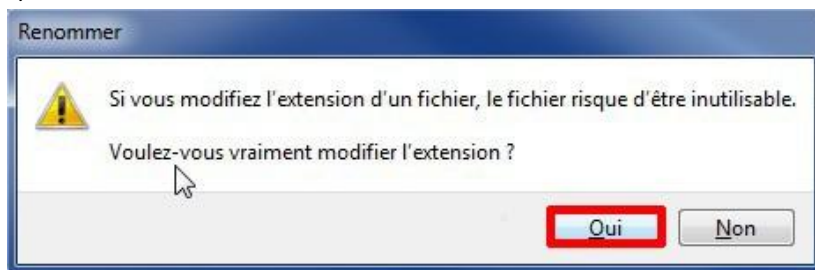 Renommer
Si vous modifiez l'extension d'un fichier, le fichier risque d'être inutilisable.
Voulez-vous vraiment modifier l'extension ?
Oui Non